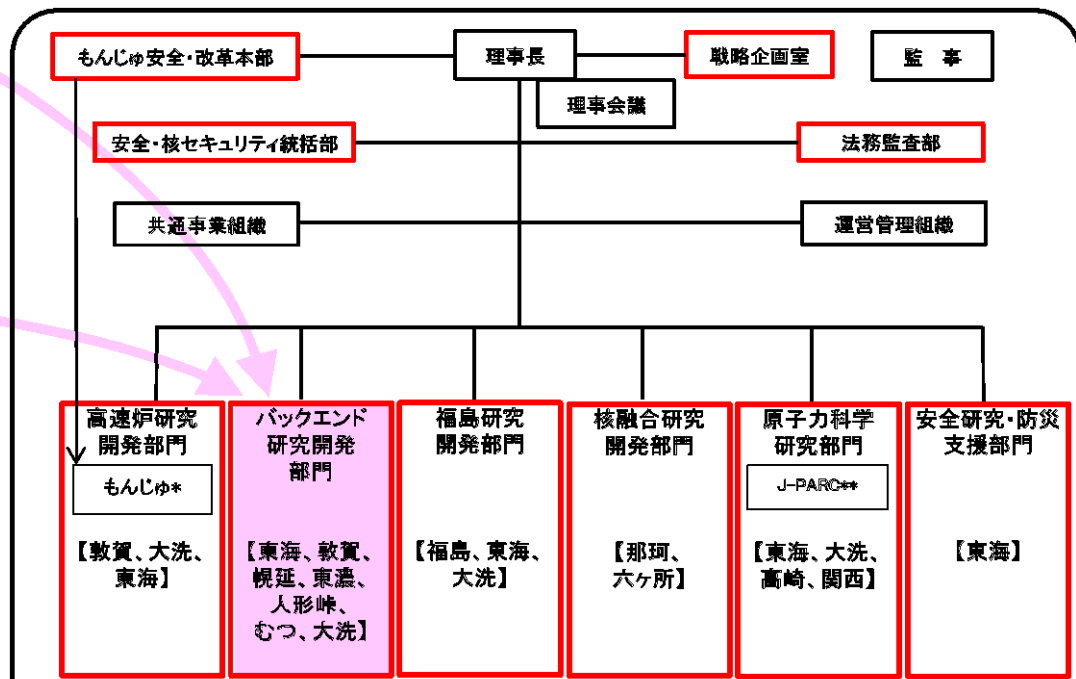 もんじゅ安全・改革本部
理事長
戦略企画室
監 事
理事会議
安全・核セキュリティ統括部
法務監査部
共通事業組織
運営管理組織
高速炉研究
開発部門
もんじゅ*
【敦賀、大洗、
東海】
バックエンド
研究開発
部門
【東海、敦賀、
幌延、東濃、
人形峠、
むつ、大洗】
福島研究
開発部門
【福島、東海、
大洗】
核融合研究
開発部門
【那珂、
六ヶ所】
原子力科学
研究部門
J-PARC**
【東海、大洗、
高崎、関西】
安全研究・防災
支援部門
【東海】